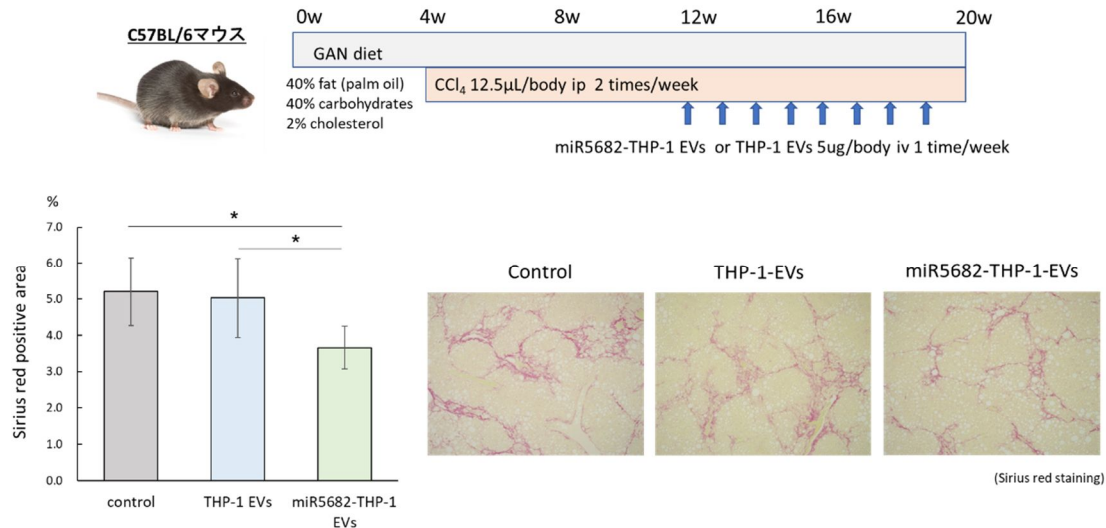 0w 4w 12w 8w 16w 20w
C57BL/6マウス
GAN diet
40% fat (palm oil)
40% carbohydrates
2% cholesterol
CCl₄ 12.5μL/body ip 2 times/week
miR5682-THP-1 EVs or THP-1 EVs 5ug/body iv 1 time/week
%
7.0
6.0
5.0
4.0
3.0
2.0
1.0
0.0
Sirius red positive area
*
*
control THP-1 EVs miR5682-THP-1
EVs
Control THP-1-EVs miR5682-THP-1-EVs
(Sirius red staining)